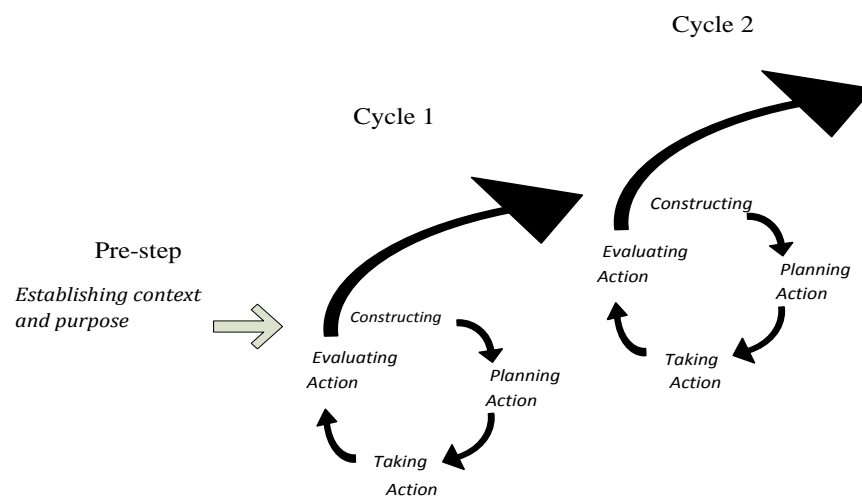 Pre-step
Establishing context
and purpose
Cycle 1
Constructing
Planning
Action
Taking
Action
Evaluating
Action
Cycle 2
Constructing
Planning
Action
Taking
Action
Evaluating
Action